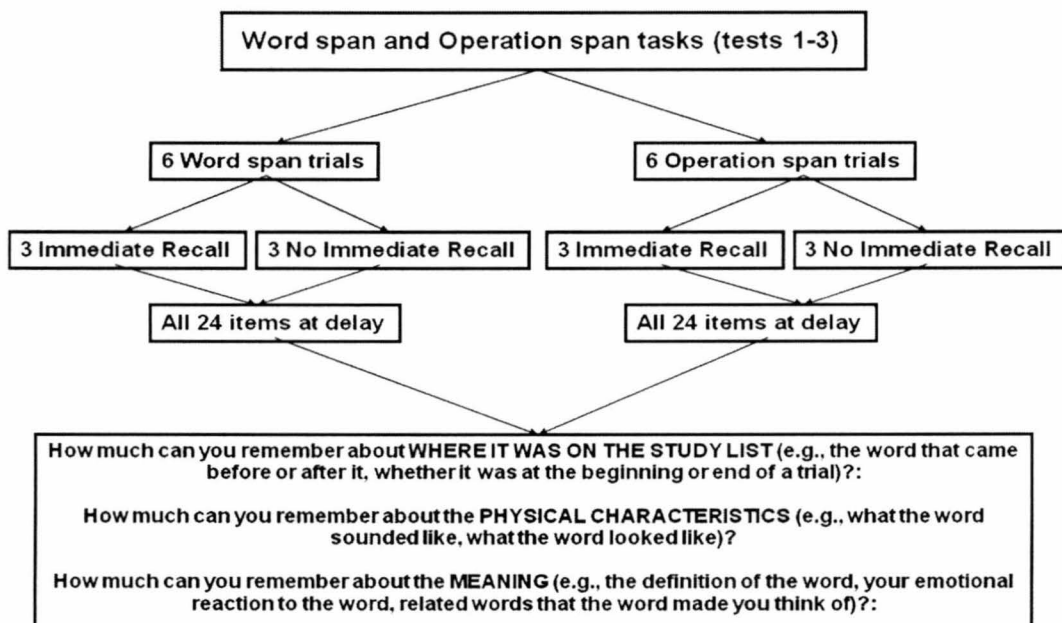 Word span and Operation span tasks (tests 1-3)
6 Word span trials
6 Operation span trials
3 Immediate Recall
3 No Immediate Recall
3 Immediate Recall
3 No Immediate Recall
All 24 items at delay
All 24 items at delay
How much can you remember about WHERE IT WAS ON THE STUDY LIST (e.g., the word that came
before or after it, whether it was at the beginning or end of a trial)?:
How much can you remember about the PHYSICAL CHARACTERISTICS (e.g., what the word
sounded like, what the word looked like)?
How much can you remember about the MEANING (e.g., the definition of the word, your emotional
reaction to the word, related words that the word made you think of)?: